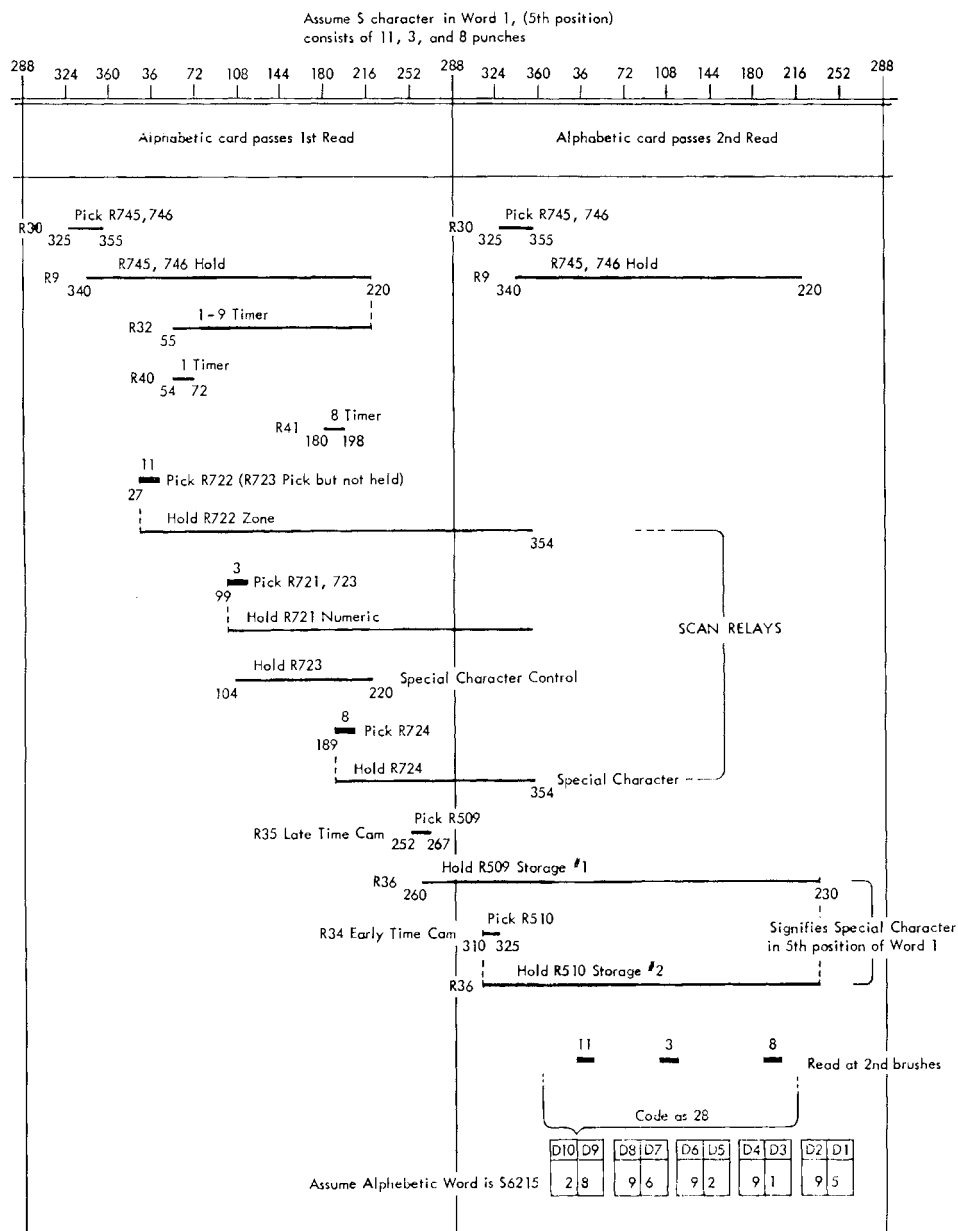 Assume S character in Word 1, (5th position)
consists of 11, 3, and 8 punches
288 324 360 36 72 108 144 180 216 252 288 324 360 36 72 108 144 180 216 252 288
Alphabetic card passes 1st Read Alphabetic card passes 2nd Read
Pick R745,746 Pick R745, 746
R30 325 355 R30 325 355
R745, 746 Hold R745, 746 Hold
R9 340 220 R9 340 220
1-9 Timer
R32 55
1 Timer
R40 54 72
8 Timer
R41 180 198
11
Pick R722 (R723 Pick but not held)
27
Hold R722 Zone
354
3
Pick R721, 723
99
Hold R721 Numeric
SCAN RELAYS
Hold R723
104 220 Special Character Control
8
Pick R724
189
Hold R724
354 Special Character
Pick R509
R35 Late Time Cam 252 267
Hold R509 Storage #1
R36 260 230
Pick R510
R34 Early Time Cam 310 325
Signifies Special Character
in 5th position of Word 1
Hold R510 Storage #2
R36
11 3 8
Read at 2nd brushes
Code as 28
D10 D9 D8 D7 D6 D5 D4 D3 D2 D1
Assume Alphebetic Word is S6215 2 8 9 6 9 2 9 1 9 5